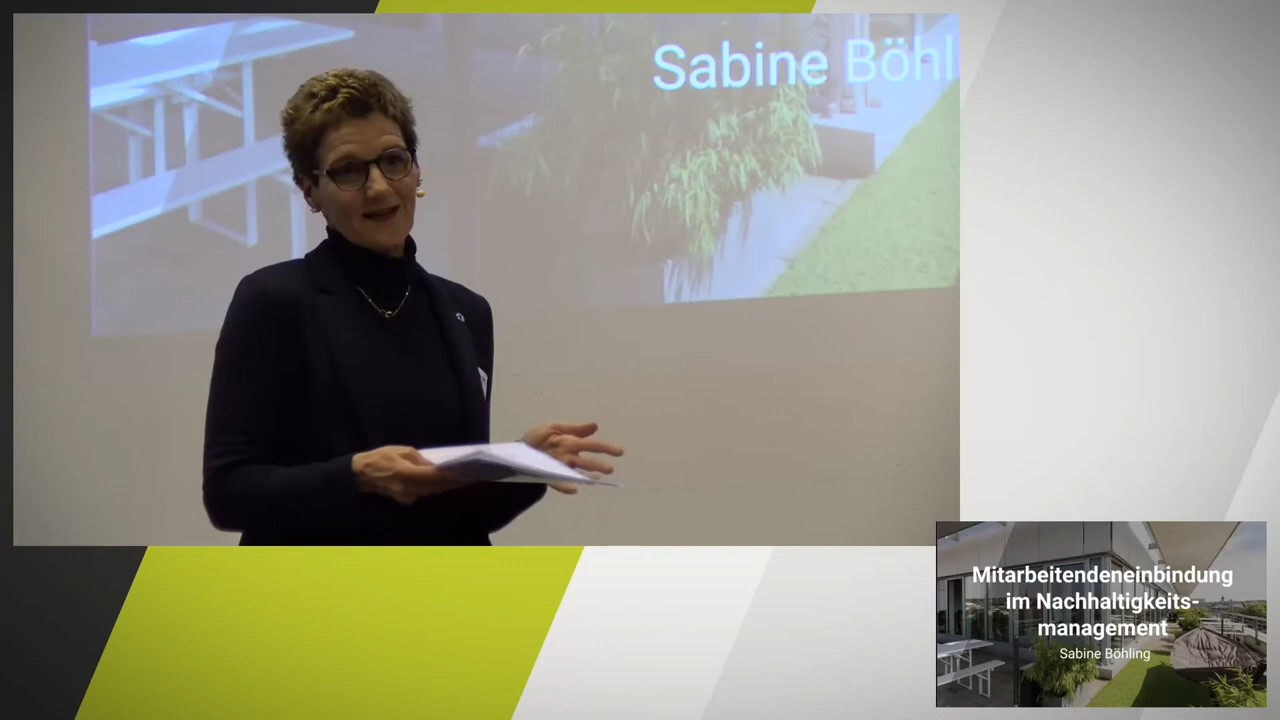 Sabine Böhl
Mitarbeitendeneinbindung
im Nachhaltigkeits-
management
Sabine Böhling